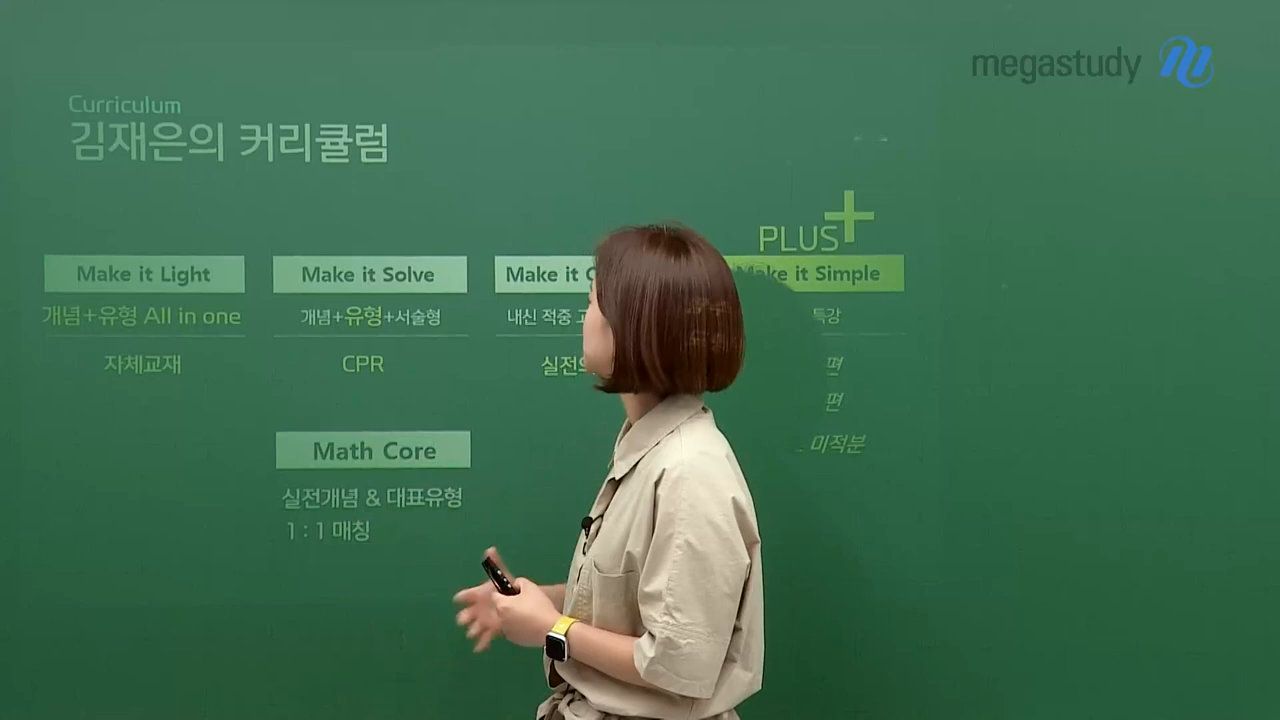 megastudy
Curriculum
김재은의 커리큘럼
PLUS+
Make it Light
개념+유형 All in one
자체교재
Make it Solve
개념+유형+서술형
CPR
Math Core
실전개념 & 대표유형
1 : 1 매칭
Make it
내신 적중
실전
it Simple
특강
편
편
미적분